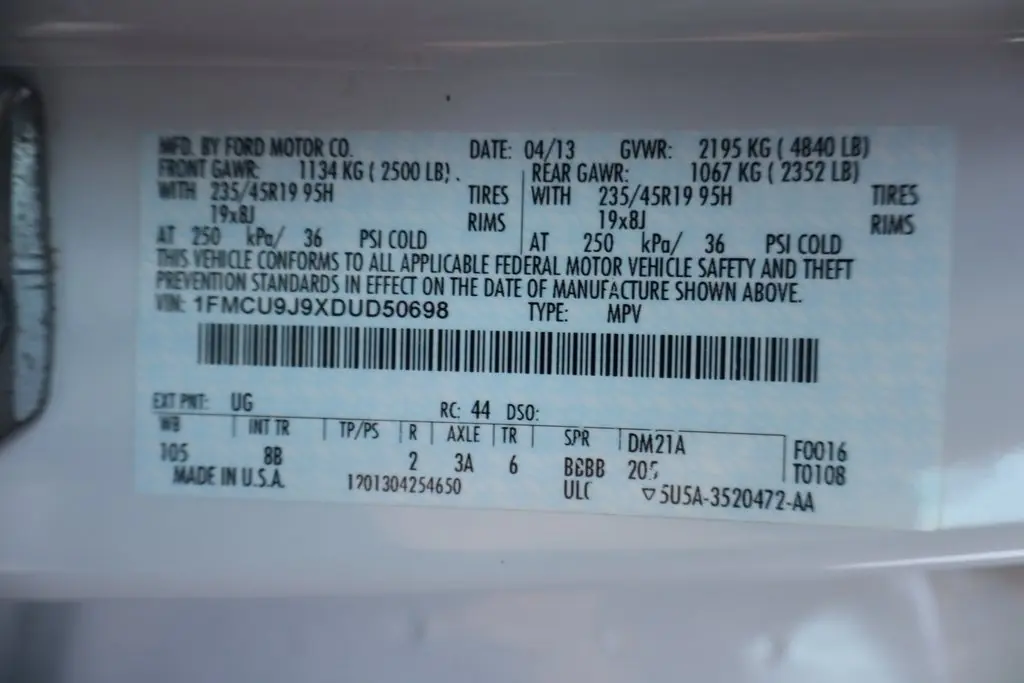 MFD. BY FORD MOTOR CO. DATE: 04/13 GVWR: 2195 KG ( 4840 LB)
FRONT GAWR: 1134 KG ( 2500 LB). REAR GAWR: 1067 KG ( 2352 LB)
WITH 235/45R19 95H TIRES WITH 235/45R19 95H TIRES
19x8J RIMS 19x8J RIMS
AT 250 kPa/ 36 PSI COLD AT 250 kPa/ 36 PSI COLD
THIS VEHICLE CONFORMS TO ALL APPLICABLE FEDERAL MOTOR VEHICLE SAFETY AND THEFT
PREVENTION STANDARDS IN EFFECT ON THE DATE OF MANUFACTURE SHOWN ABOVE.
VIN: 1FMCU9J9XDUD50698 TYPE: MPV
EXT PNT: UG RC: 44 DSO:
WB INT TR TP/PS R AXLE TR SPR DM21A F0016
105 8B 2 3A 6 BBBB 205 T0108
MADE IN U.S.A. 1201304254650 ULC ▽5U5A-3520472-AA